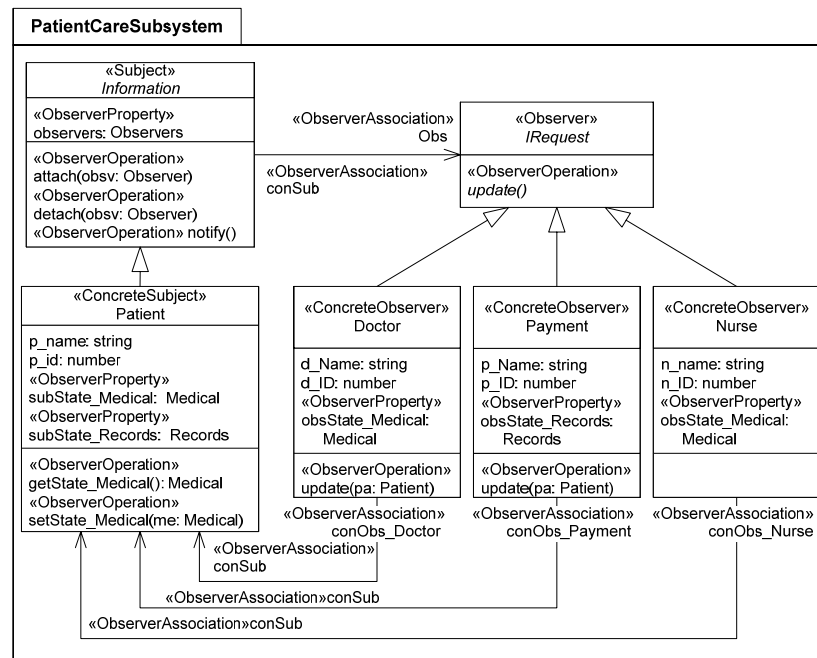 PatientCareSubsystem
«Subject»
Information
«ObserverProperty»
observers: Observers
«ObserverOperation»
attach(obsv: Observer)
«ObserverOperation»
detach(obsv: Observer)
«ObserverOperation» notify()
«ObserverAssociation»
Obs
«ObserverAssociation»
conSub
«Observer»
IRequest
«ObserverOperation»
update()
«ConcreteSubject»
Patient
p_name: string
p_id: number
«ObserverProperty»
subState_Medical: Medical
«ObserverProperty»
subState_Records: Records
«ObserverOperation»
getState_Medical(): Medical
«ObserverOperation»
setState_Medical(me: Medical)
«ConcreteObserver»
Doctor
d_Name: string
d_ID: number
«ObserverProperty»
obsState_Medical:
Medical
«ObserverOperation»
update(pa: Patient)
«ConcreteObserver»
Payment
p_Name: string
p_ID: number
«ObserverProperty»
obsState_Records:
Records
«ObserverOperation»
update(pa: Patient)
«ConcreteObserver»
Nurse
n_name: string
n_ID: number
«ObserverProperty»
obsState_Medical:
Medical
«ObserverAssociation»
conObs_Doctor
«ObserverAssociation»
conObs_Payment
«ObserverAssociation»
conObs_Nurse
«ObserverAssociation»
conSub
«ObserverAssociation»conSub
«ObserverAssociation»conSub